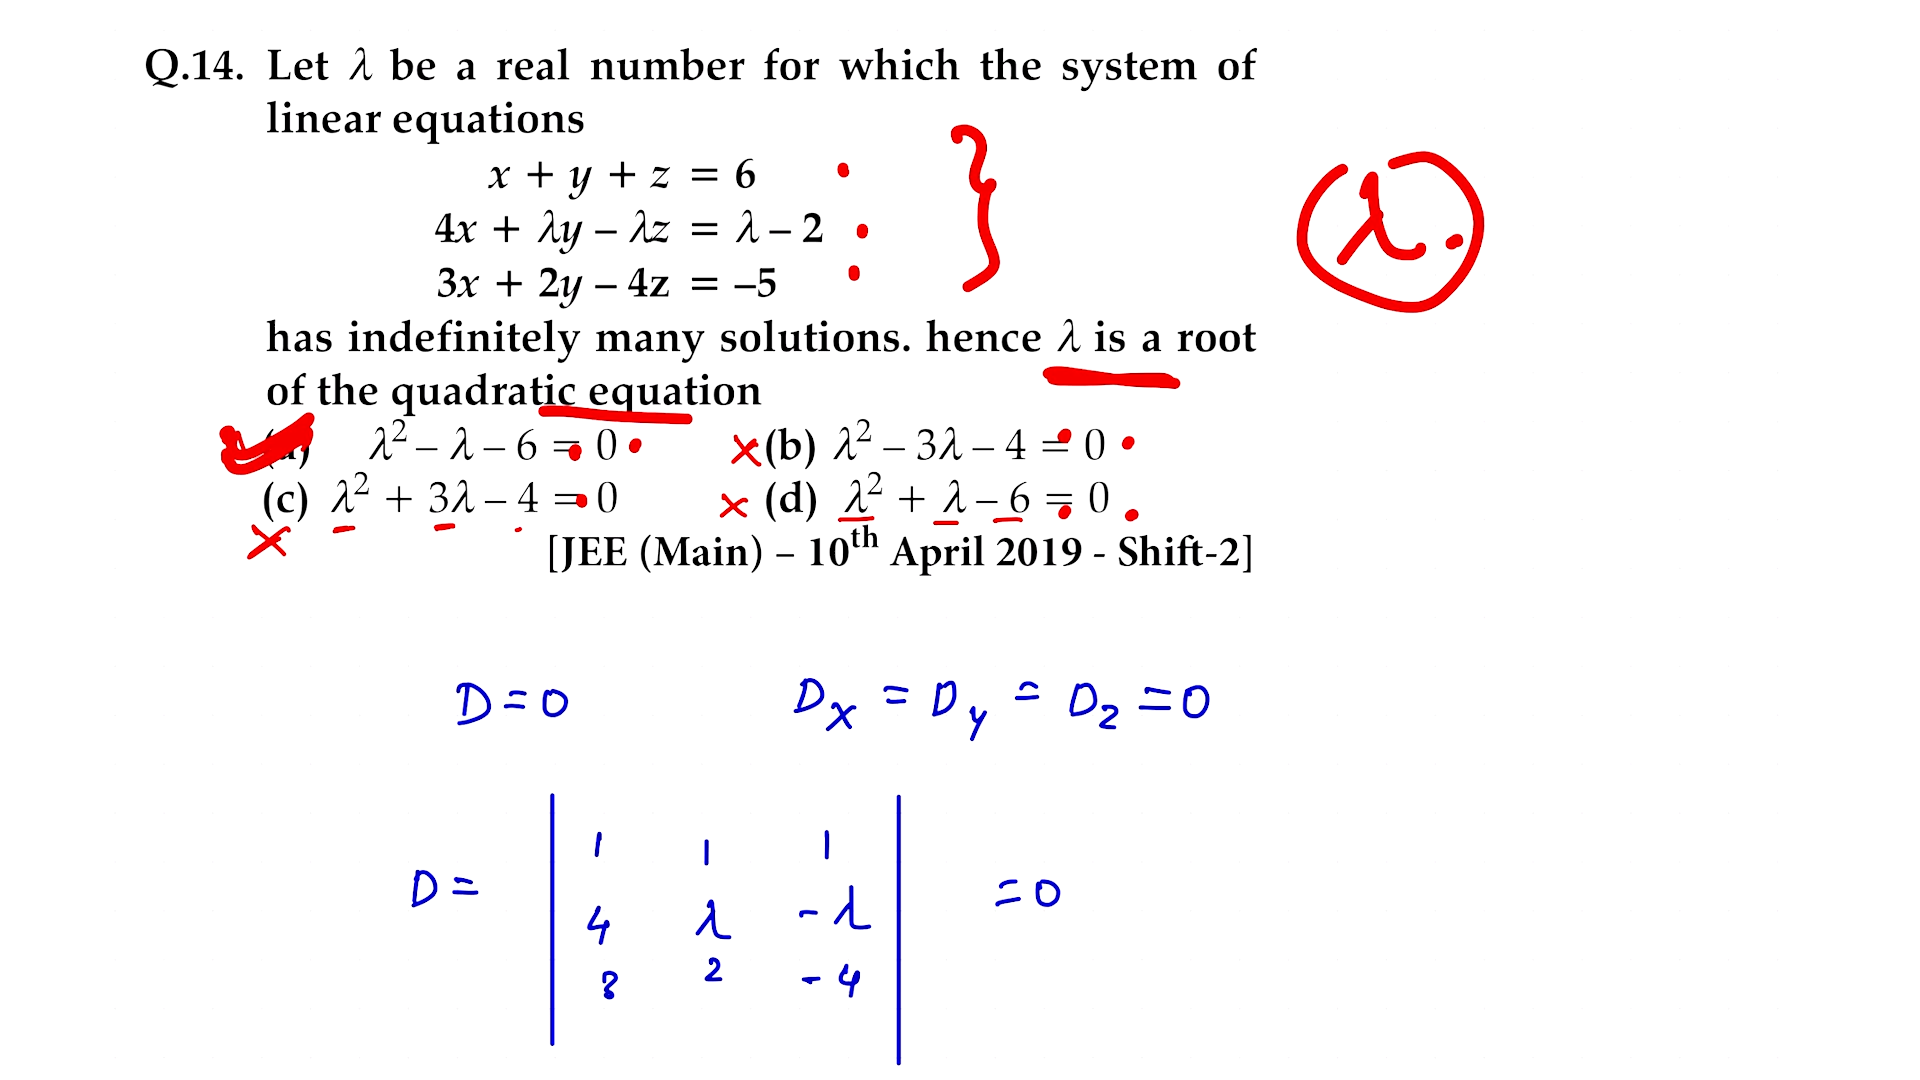 Q.14. Let λ be a real number for which the system of
linear equations
x + y + z = 6
4x + λy – λz = λ – 2
3x + 2y – 4z = –5
λ.
has indefinitely many solutions. hence λ is a root
of the quadratic equation
λ² – λ – 6 = 0 ×(b) λ² – 3λ – 4 = 0
(c) λ² + 3λ – 4 = 0 × (d) λ² + λ – 6 = 0
×
[JEE (Main) – 10th April 2019 - Shift-2]
D = 0 Dx = Dy = Dz = 0
1 1 1
D = 4 λ -λ = 0
3 2 -4